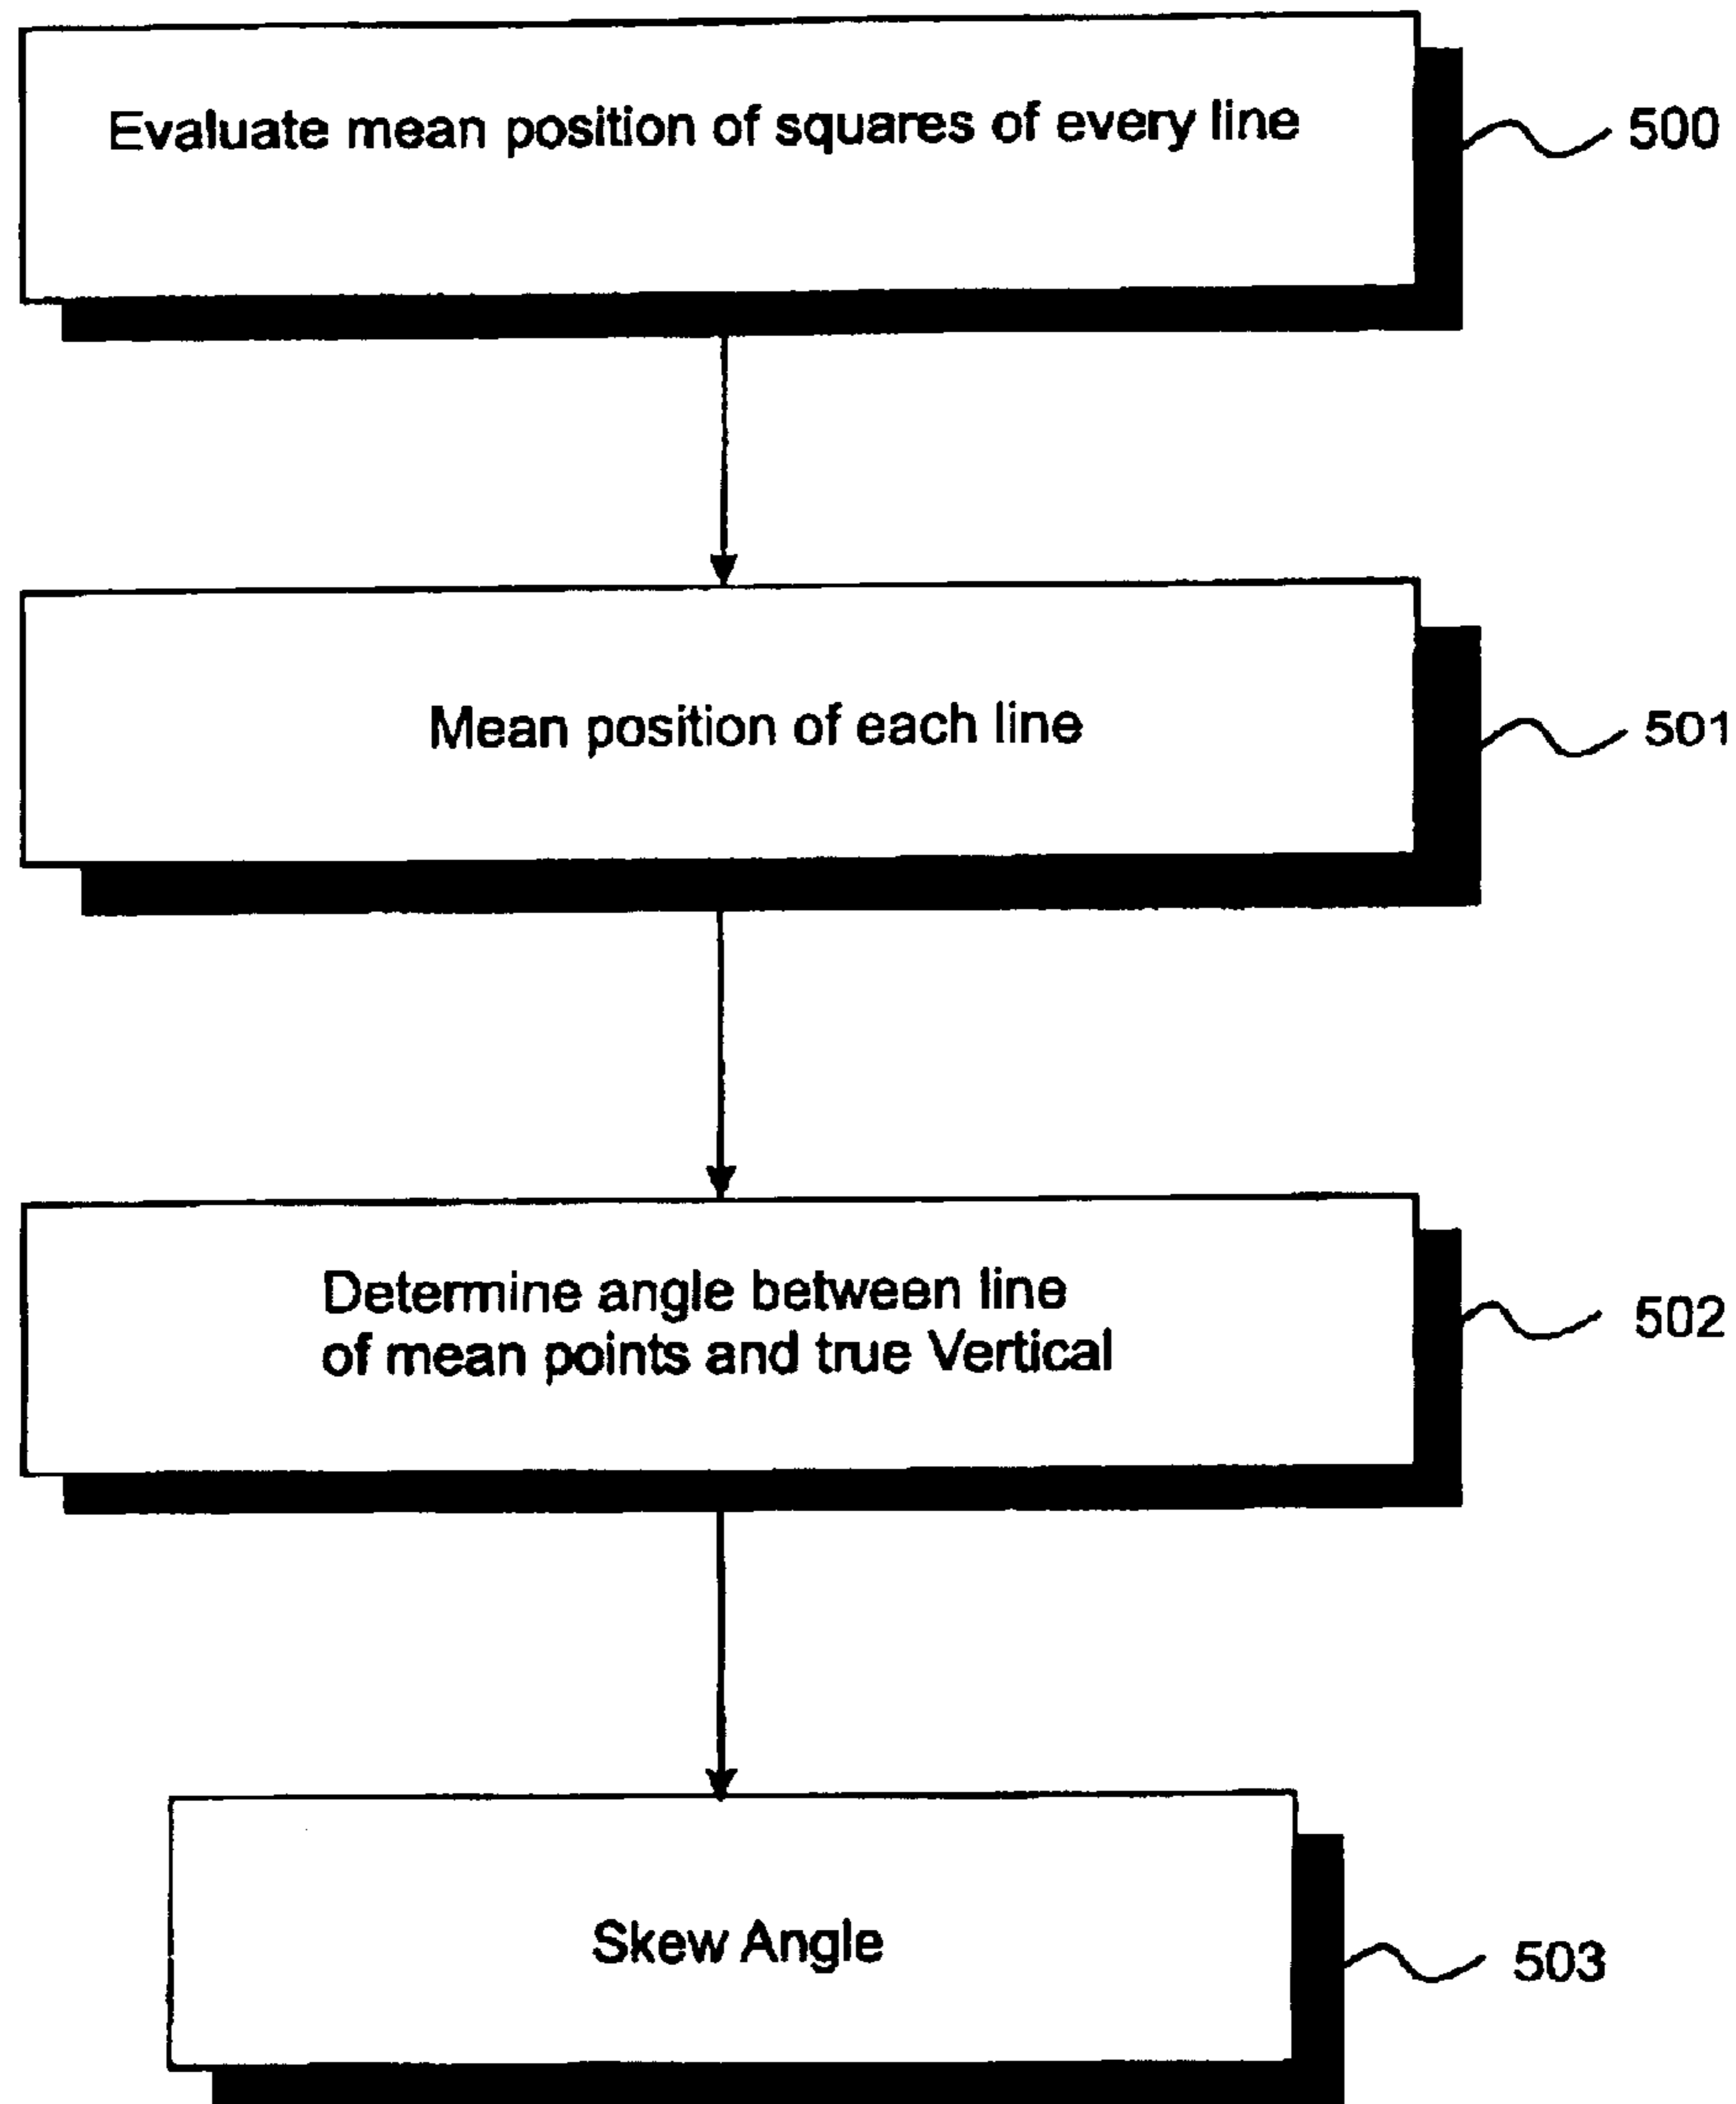 Evaluate mean position of squares of every line
500
Mean position of each line
501
Determine angle between line
of mean points and true Vertical
502
Skew Angle
503